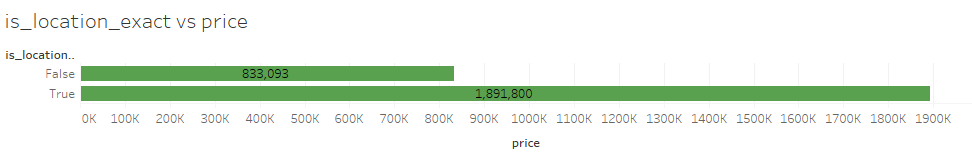 is_location_exact vs price
is_location..
False 833,093
True 1,891,800
0K 100K 200K 300K 400K 500K 600K 700K 800K 900K 1000K 1100K 1200K 1300K 1400K 1500K 1600K 1700K 1800K 1900K
price